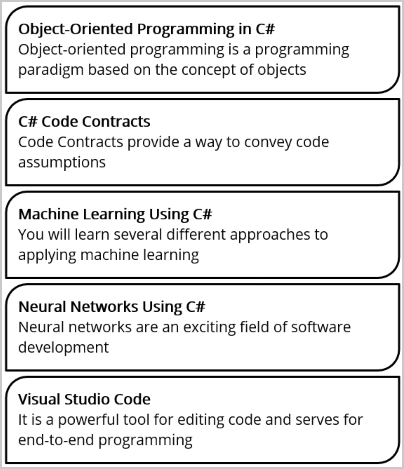 Object-Oriented Programming in C#
Object-oriented programming is a programming
paradigm based on the concept of objects
C# Code Contracts
Code Contracts provide a way to convey code
assumptions
Machine Learning Using C#
You will learn several different approaches to
applying machine learning
Neural Networks Using C#
Neural networks are an exciting field of software
development
Visual Studio Code
It is a powerful tool for editing code and serves for
end-to-end programming